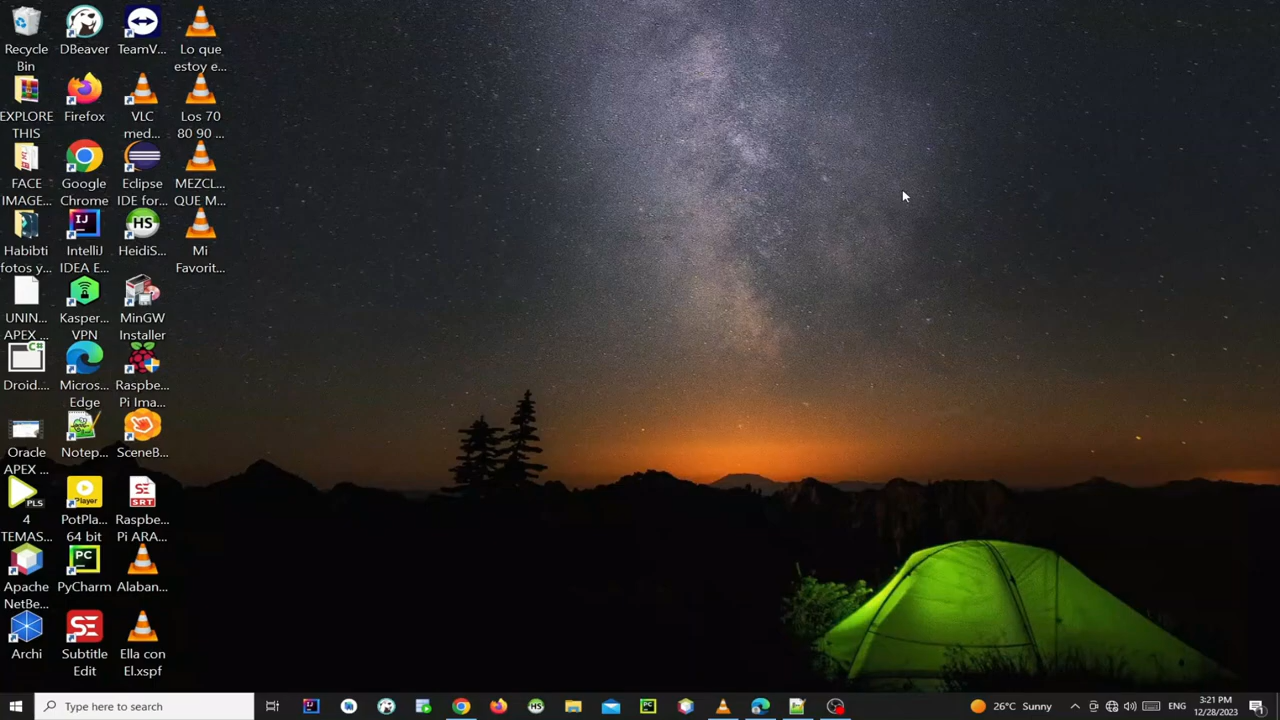 Recycle
Bin
DBeaver
TeamV...
Lo que
estoy e...
EXPLORE
THIS
Firefox
VLC
med...
Los 70
80 90 ...
FACE
IMAGE...
Google
Chrome
Eclipse
IDE for...
MEZCL...
QUE M...
Habibti
fotos y...
IntelliJ
IDEA E...
HeidiS...
Mi
Favorit...
UNIN...
APEX ...
Kasper...
VPN
MinGW
Installer
Droid....
Micros...
Edge
Raspbe...
Pi Ima...
Oracle
APEX ...
Notep...
SceneB...
4
TEMAS...
PotPla...
64 bit
Raspbe...
Pi ARA...
Apache
NetBe...
PyCharm
Alaban...
Archi
Subtitle
Edit
Ella con
El.xspf
Type here to search
26°C Sunny
ENG
3:21 PM
12/28/2023